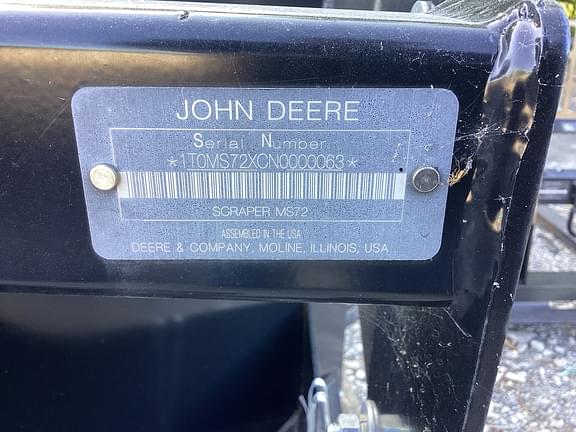 JOHN DEERE
Serial Number
*1T0MS72XCN0000063*
SCRAPER MS72
ASSEMBLED IN THE USA
DEERE & COMPANY, MOLINE, ILLINOIS, USA